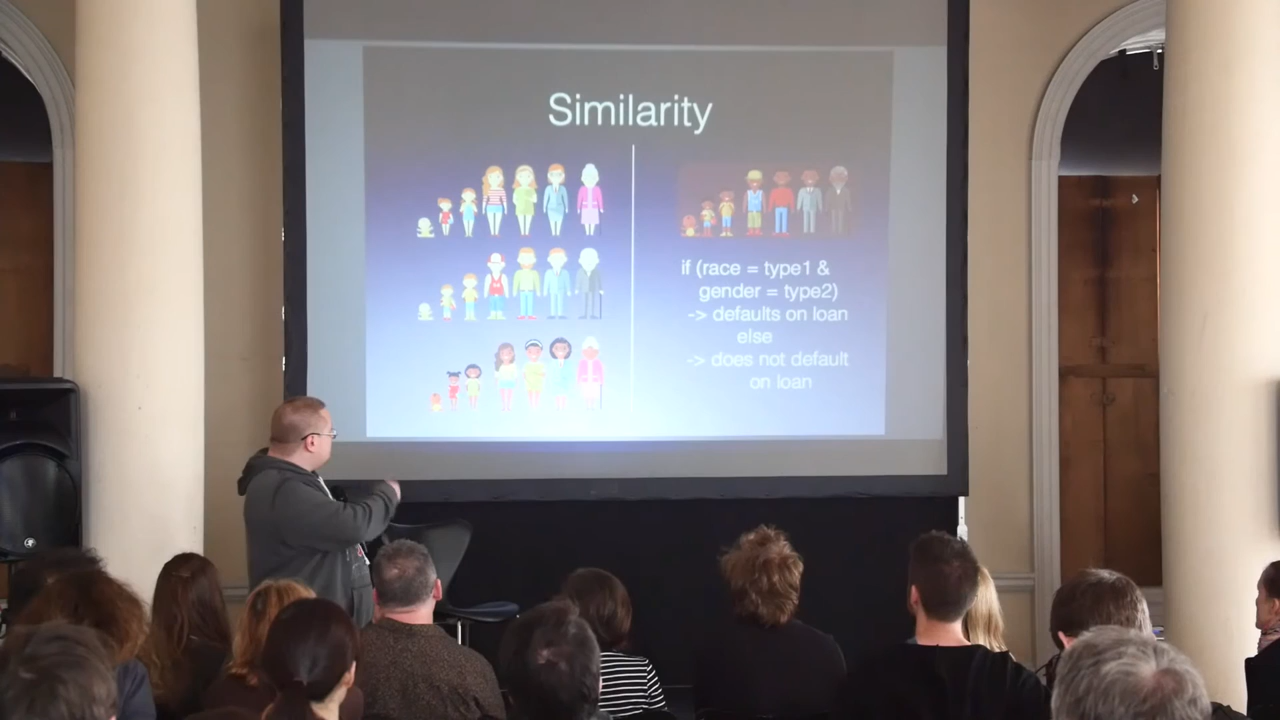 Similarity
if (race = type1 &
gender = type2)
-> defaults on loan
else
-> does not default
on loan